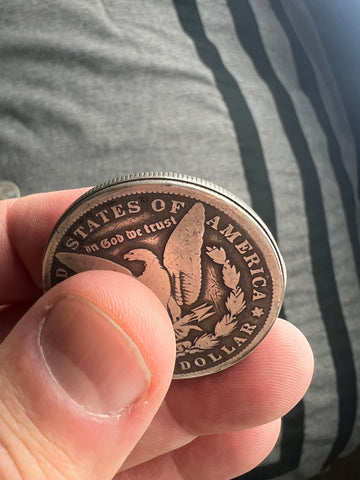 D STATES OF AMERICA
In God we trust
DOLLAR